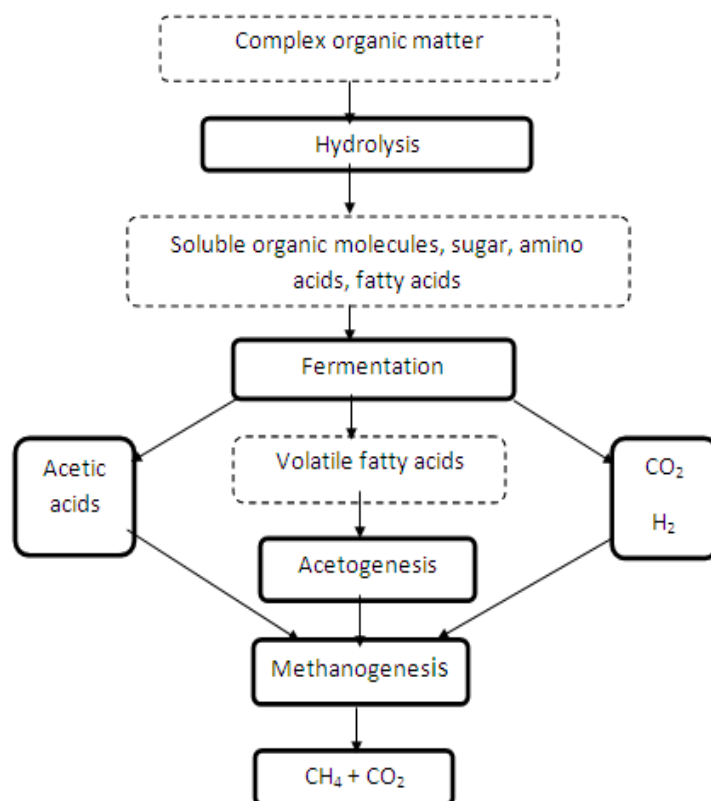 Complex organic matter
Hydrolysis
Soluble organic molecules, sugar, amino
acids, fatty acids
Fermentation
Acetic
acids
Volatile fatty acids
CO₂
H₂
Acetogenesis
Methanogenesis
CH₄ + CO₂